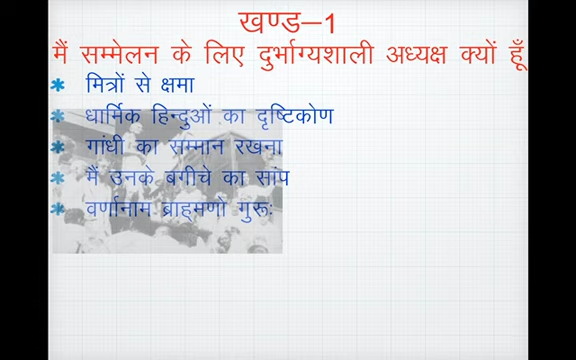 खण्ड–1
मैं सम्मेलन के लिए दुर्भाग्यशाली अध्यक्ष क्यों हूँ
मित्रों से क्षमा
धार्मिक हिन्दुओं का दृष्टिकोण
गांधी का सम्मान रखना
मैं उनके बगीचे का सांप
वर्णानाम ब्राह्मणो गुरूः